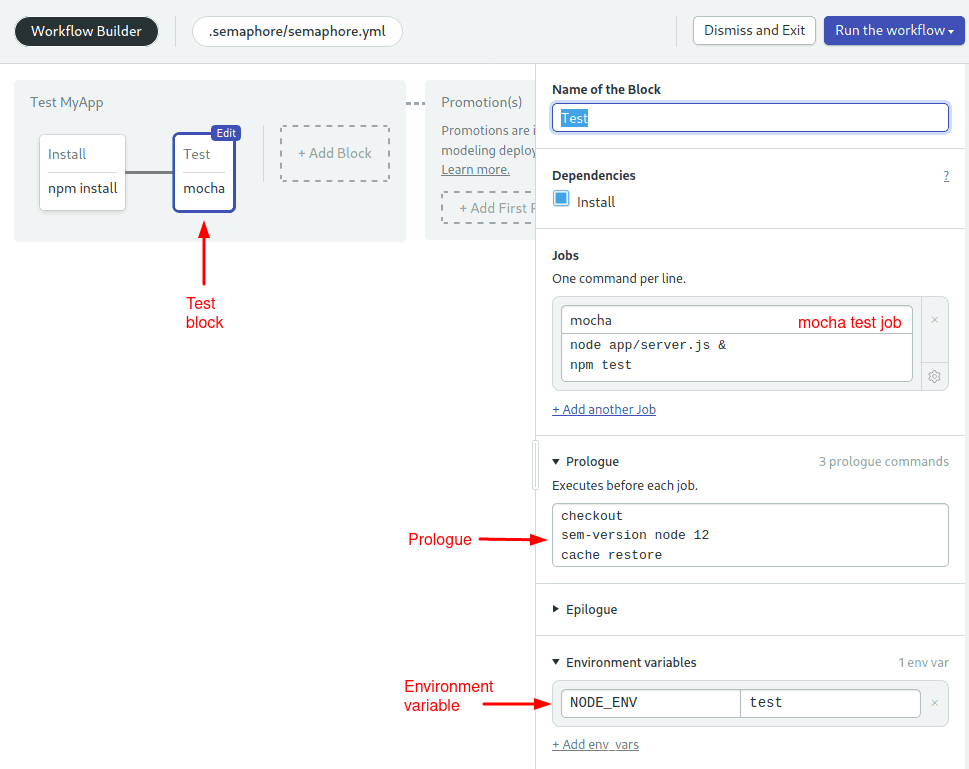 Workflow Builder
.semaphore/semaphore.yml
Dismiss and Exit
Run the workflow
Test MyApp
Install
npm install
Edit
Test
mocha
+ Add Block
Test
block
Promotion(s)
Promotions are
modeling deploy
Learn more.
+ Add First
Name of the Block
Test
Dependencies
?
Install
Jobs
One command per line.
mocha
mocha test job
×
node app/server.js &
npm test
+ Add another Job
Prologue
3 prologue commands
Executes before each job.
Prologue
checkout
sem-version node 12
cache restore
Epilogue
Environment variables
1 env var
Environment
variable
NODE_ENV
test
×
+ Add env_vars